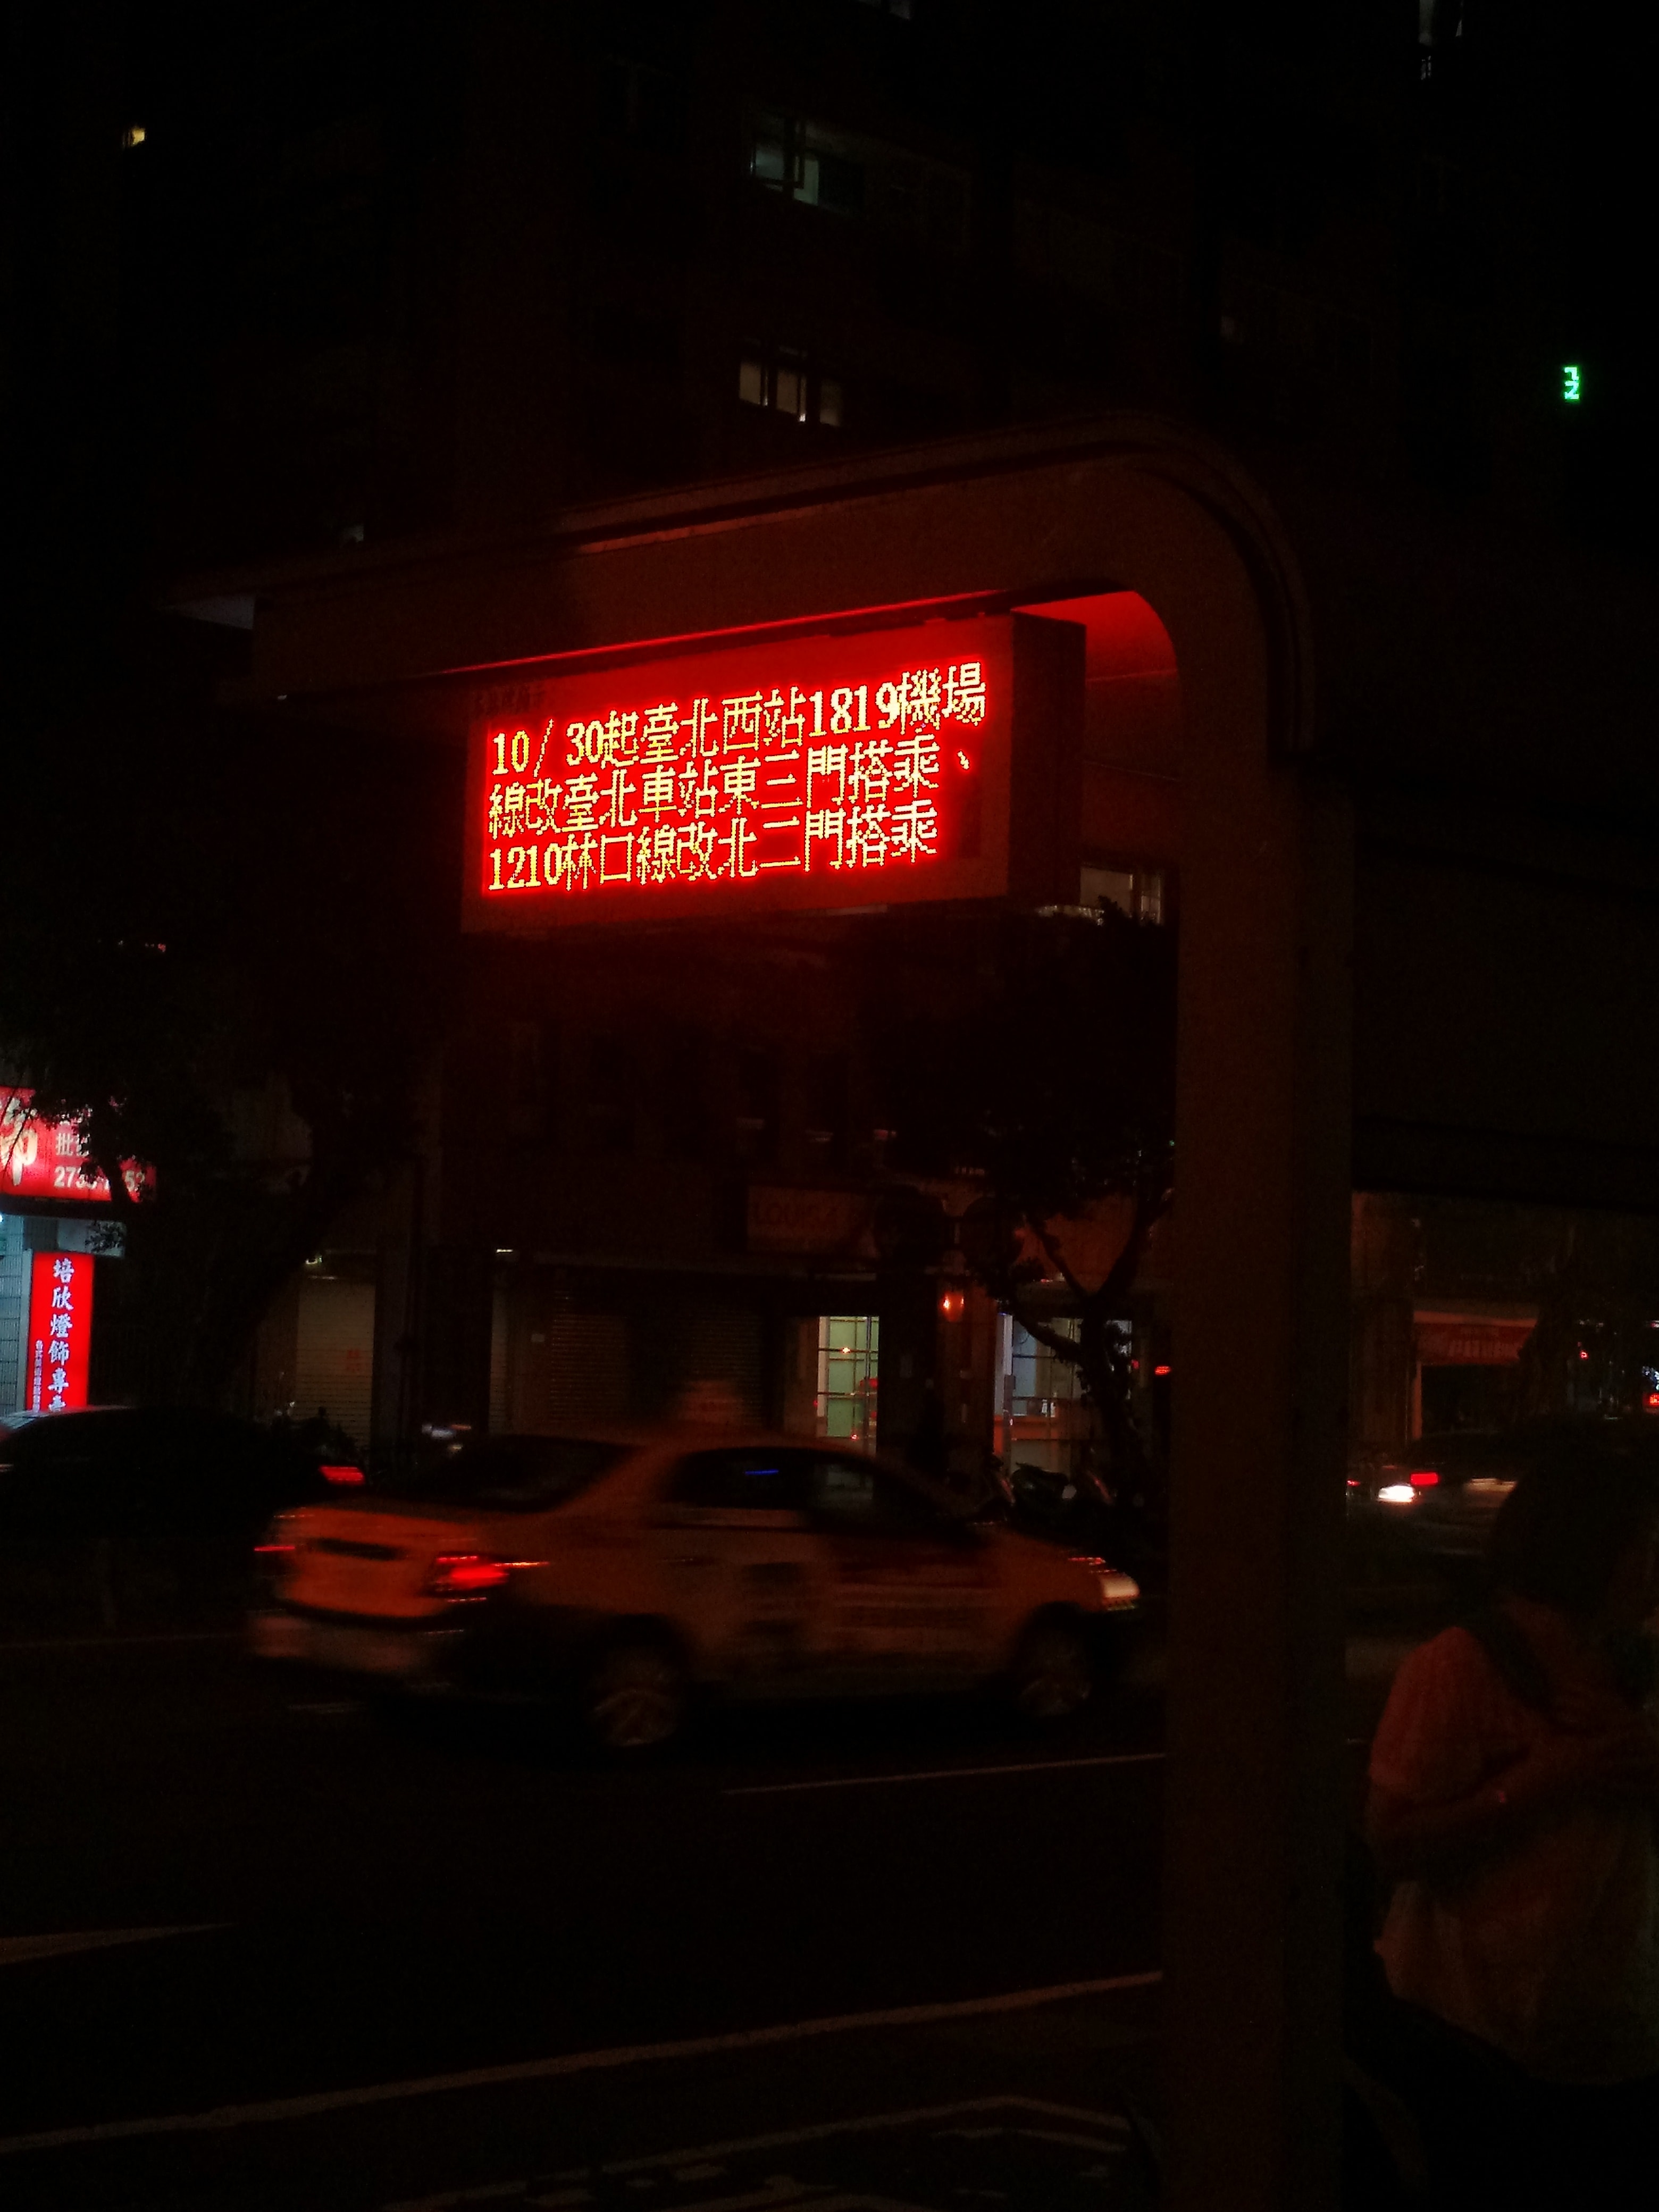 10/ 30起臺北西站1819機場
線改臺北車站東三門搭乘、
1210林口線改北二門搭乘
培欣燈飾專